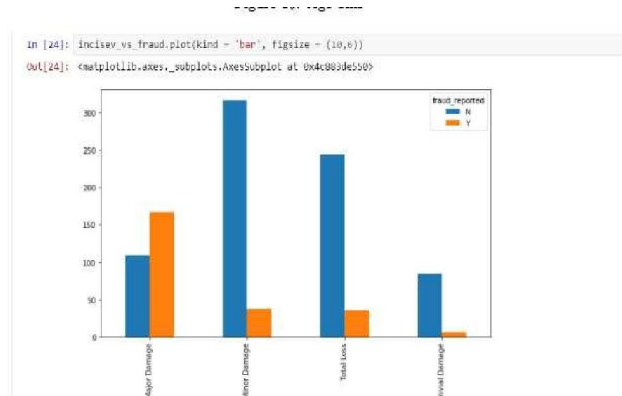 In [24]: incisev_vs_fraud.plot(kind = 'bar', figsize = (10,6))
Out[24]: <matplotlib.axes._subplots.AxesSubplot at 0x4c883de550>
fraud_reported
N
Y
300
250
200
150
100
50
0
Major Damage
Minor Damage
Total Loss
Damage